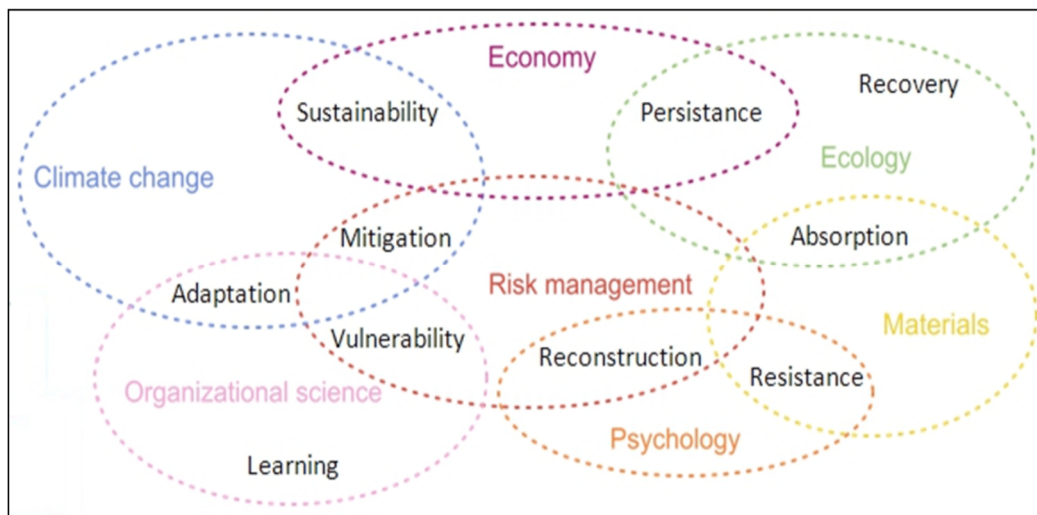 Economy
Recovery
Sustainability
Persistance
Ecology
Climate change
Absorption
Mitigation
Risk management
Adaptation
Materials
Vulnerability
Reconstruction
Resistance
Organizational science
Psychology
Learning